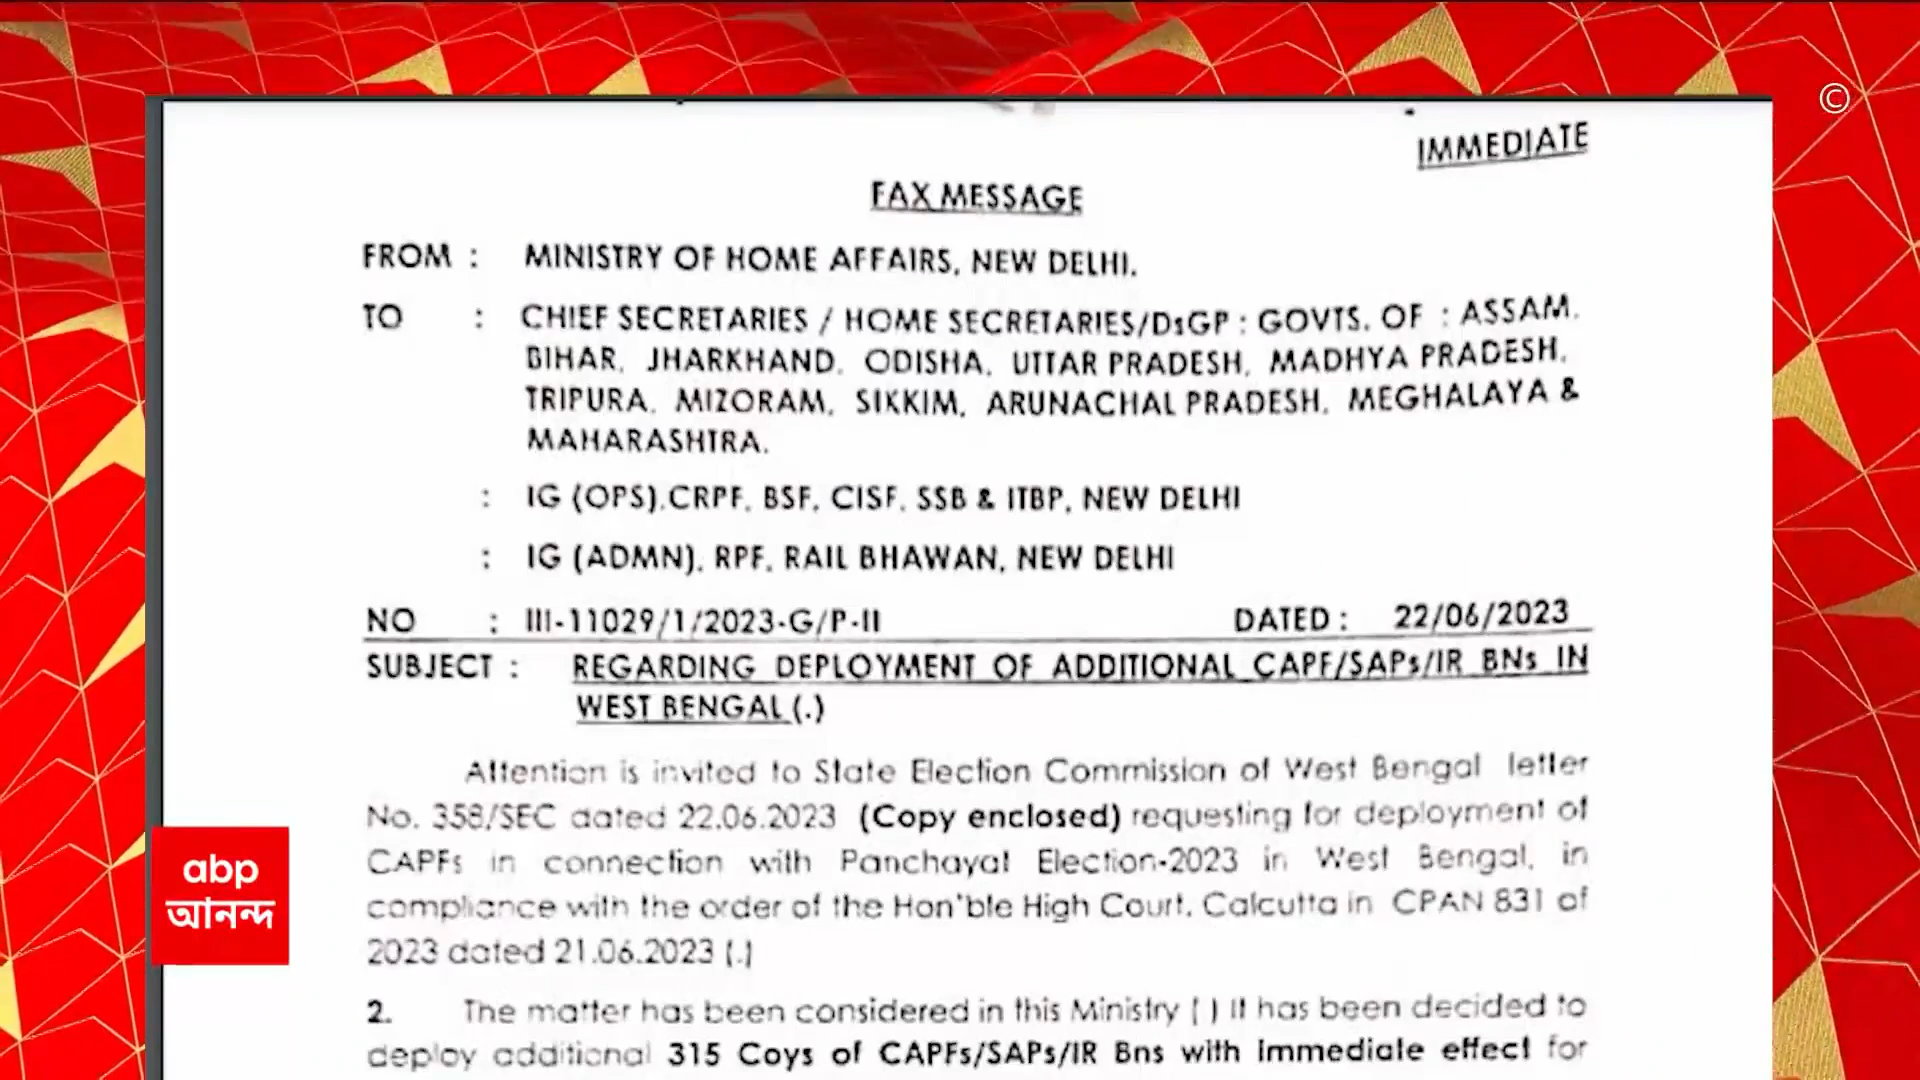 ©
IMMEDIATE
FAX MESSAGE
FROM : MINISTRY OF HOME AFFAIRS, NEW DELHI.
TO : CHIEF SECRETARIES / HOME SECRETARIES/DsGP : GOVTS. OF : ASSAM.
BIHAR, JHARKHAND, ODISHA, UTTAR PRADESH, MADHYA PRADESH,
TRIPURA, MIZORAM, SIKKIM, ARUNACHAL PRADESH, MEGHALAYA &
MAHARASHTRA.
: IG (OPS),CRPF, BSF, CISF, SSB & ITBP, NEW DELHI
: IG (ADMN), RPF, RAIL BHAWAN, NEW DELHI
NO : III-11029/1/2023-G/P-II DATED : 22/06/2023
SUBJECT : REGARDING DEPLOYMENT OF ADDITIONAL CAPF/SAPs/IR BNs IN
WEST BENGAL (.)
Attention is invited to State Election Commission of West Bengal letter
No. 358/SEC dated 22.06.2023 (Copy enclosed) requesting for deployment of
CAPFs in connection with Panchayat Election-2023 in West Bengal, in
compliance with the order of the Hon'ble High Court, Calcutta in CPAN 831 of
2023 dated 21.06.2023 (.)
2. The matter has been considered in this Ministry ( ) It has been decided to
deploy additional 315 Coys of CAPFs/SAPs/IR Bns with immediate effect for
abp
আনন্দ